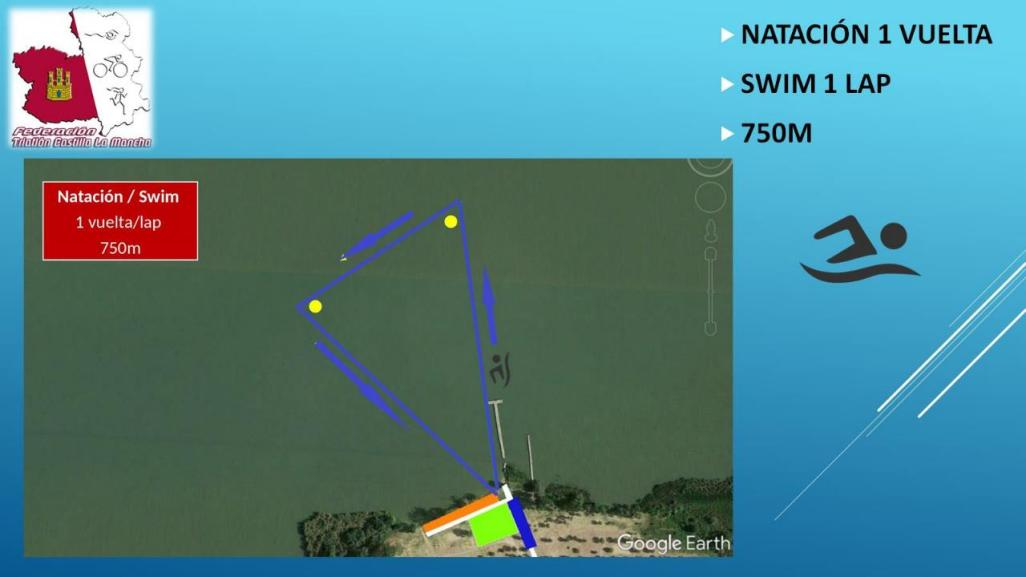 Federación
Triatlón Castilla La Mancha
NATACIÓN 1 VUELTA
SWIM 1 LAP
750M
Natación / Swim
1 vuelta/lap
750m
Google Earth